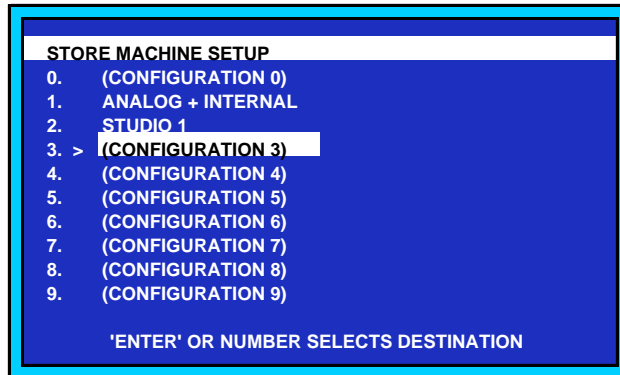 STORE MACHINE SETUP
0. (CONFIGURATION 0)
1. ANALOG + INTERNAL
2. STUDIO 1
3. > (CONFIGURATION 3)
4. (CONFIGURATION 4)
5. (CONFIGURATION 5)
6. (CONFIGURATION 6)
7. (CONFIGURATION 7)
8. (CONFIGURATION 8)
9. (CONFIGURATION 9)
'ENTER' OR NUMBER SELECTS DESTINATION